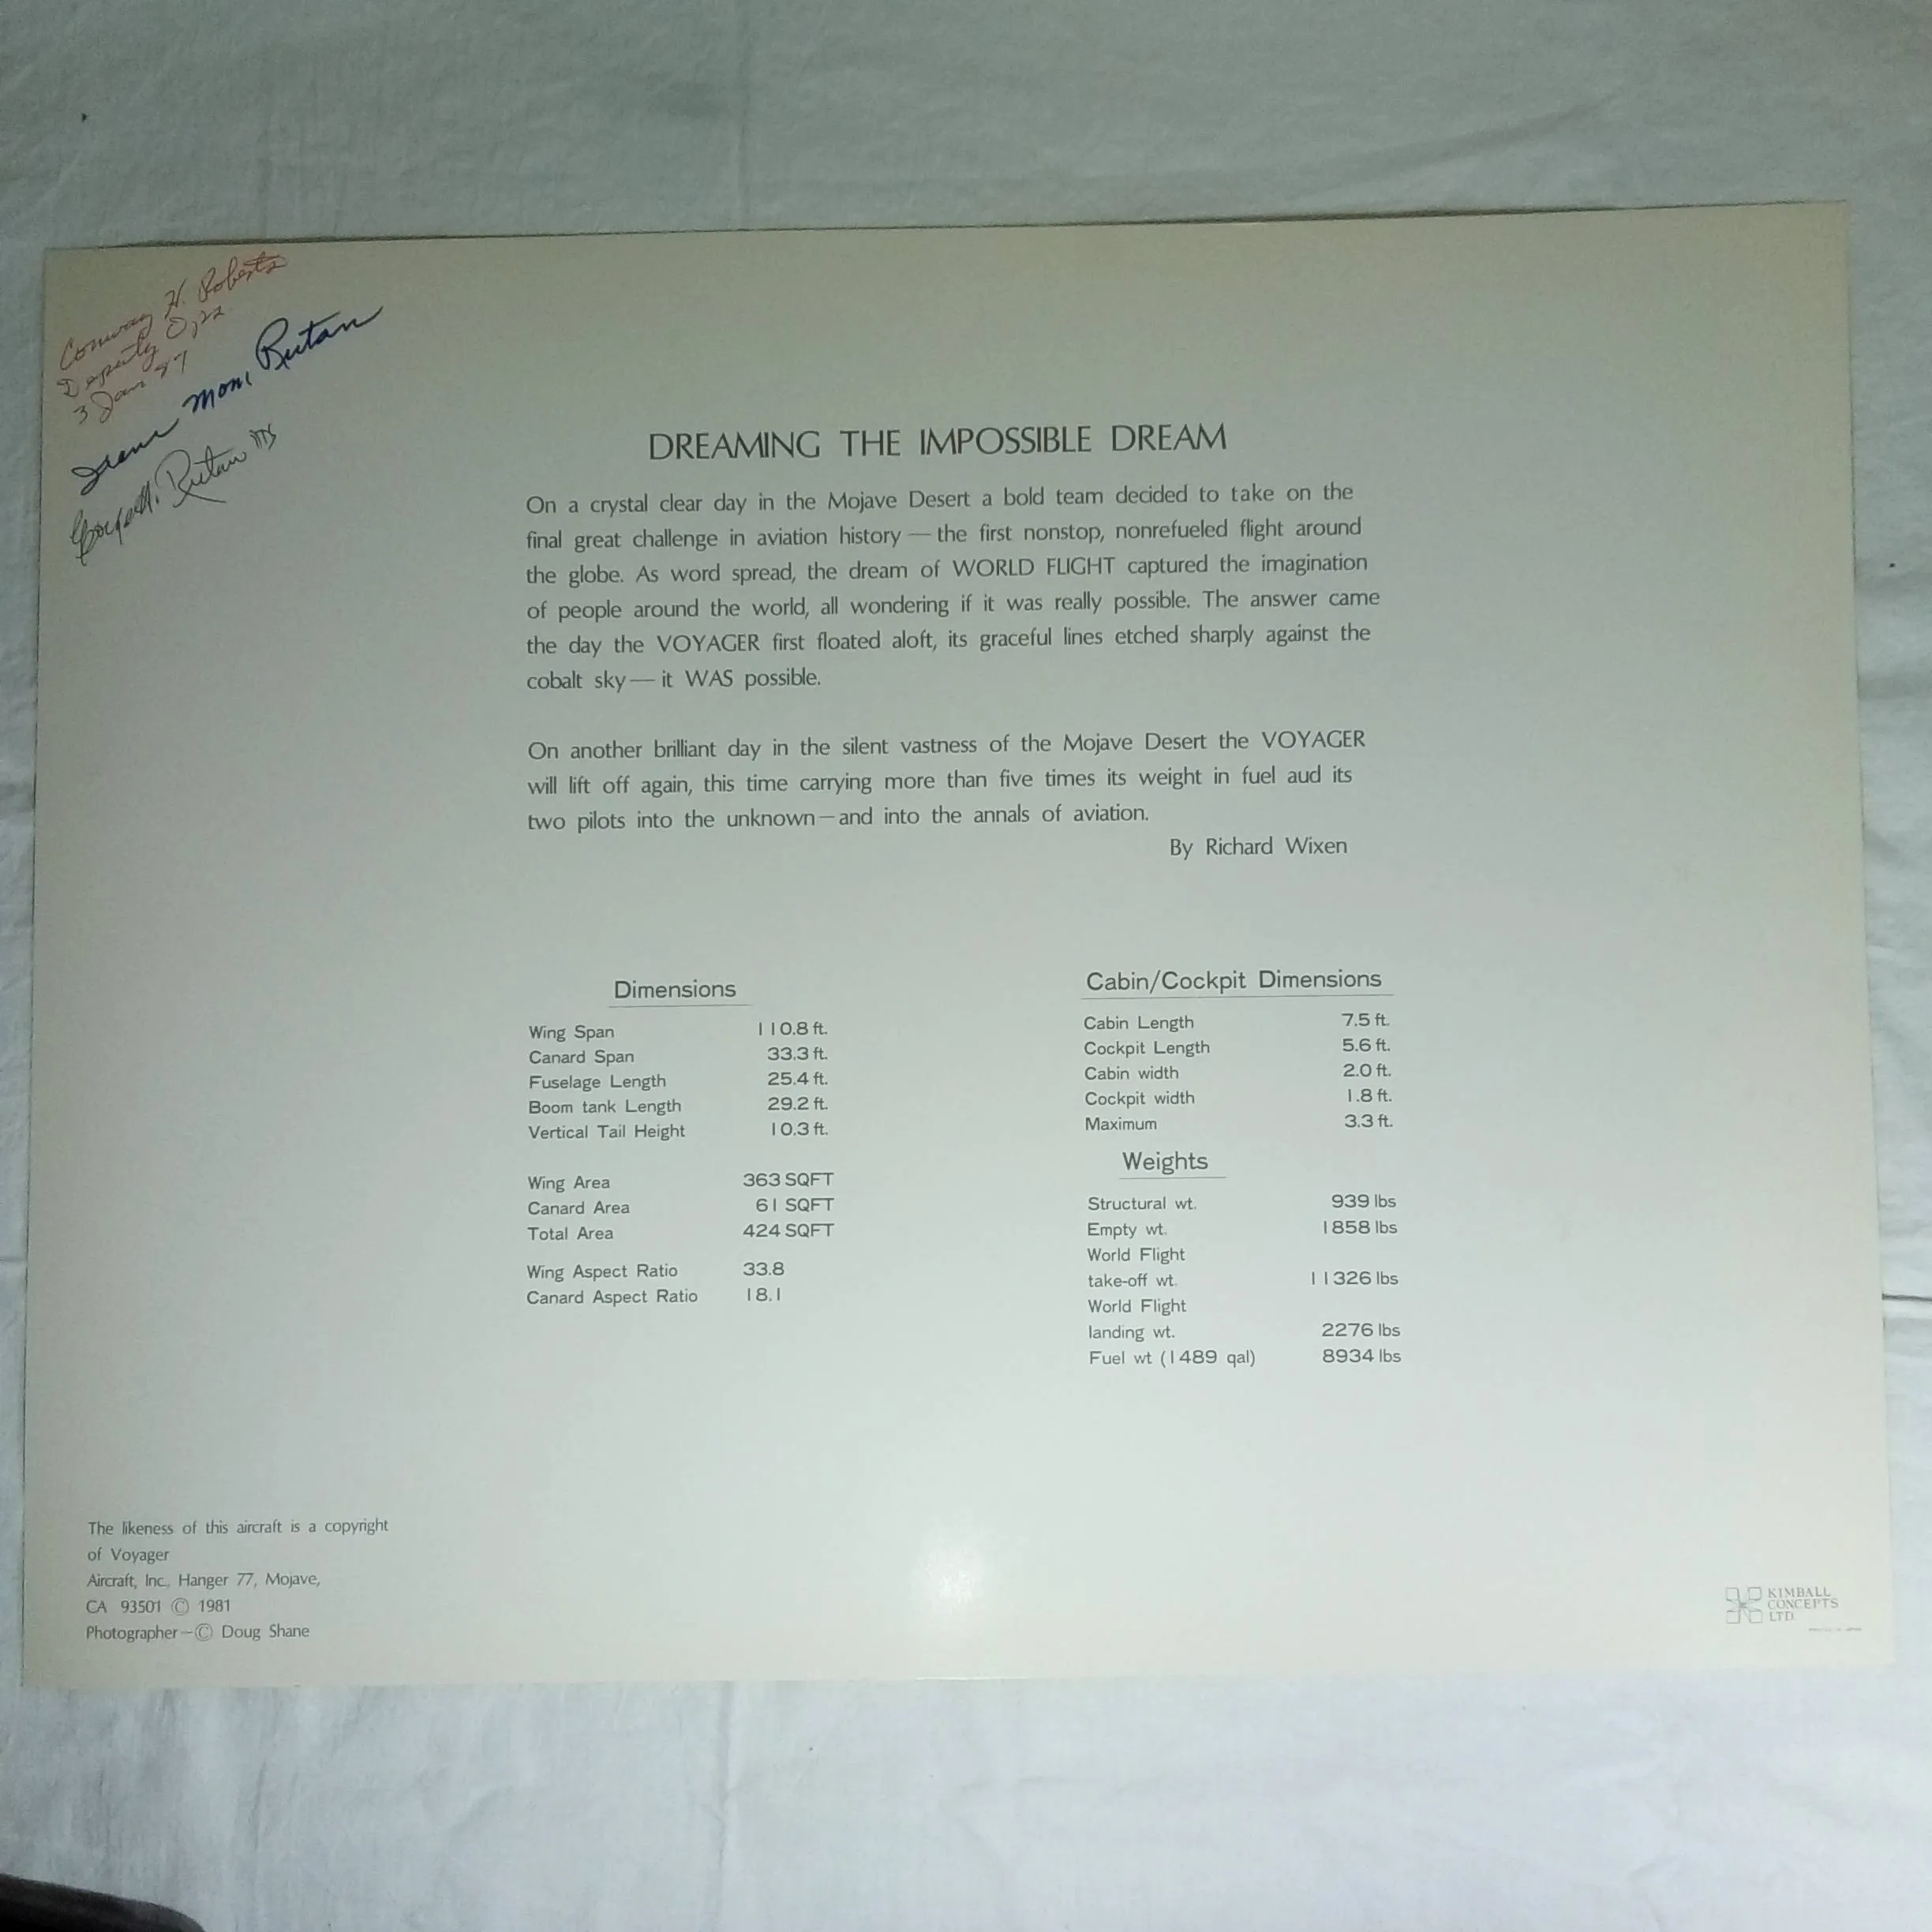 Conway H. Roberts
Deputy
3 Jan 87
Irene "Mom" Rutan
George A. Rutan
DREAMING THE IMPOSSIBLE DREAM
On a crystal clear day in the Mojave Desert a bold team decided to take on the
final great challenge in aviation history — the first nonstop, nonrefueled flight around
the globe. As word spread, the dream of WORLD FLIGHT captured the imagination
of people around the world, all wondering if it was really possible. The answer came
the day the VOYAGER first floated aloft, its graceful lines etched sharply against the
cobalt sky — it WAS possible.
On another brilliant day in the silent vastness of the Mojave Desert the VOYAGER
will lift off again, this time carrying more than five times its weight in fuel aud its
two pilots into the unknown — and into the annals of aviation.
By Richard Wixen
Dimensions
Wing Span 110.8 ft.
Canard Span 33.3 ft.
Fuselage Length 25.4 ft.
Boom tank Length 29.2 ft.
Vertical Tail Height 10.3 ft.
Wing Area 363 SQFT
Canard Area 61 SQFT
Total Area 424 SQFT
Wing Aspect Ratio 33.8
Canard Aspect Ratio 18.1
Cabin/Cockpit Dimensions
Cabin Length 7.5 ft.
Cockpit Length 5.6 ft.
Cabin width 2.0 ft.
Cockpit width 1.8 ft.
Maximum 3.3 ft.
Weights
Structural wt. 939 lbs
Empty wt. 1858 lbs
World Flight
take-off wt. 11326 lbs
World Flight
landing wt. 2276 lbs
Fuel wt (1489 qal) 8934 lbs
The likeness of this aircraft is a copyright
of Voyager
Aircraft, Inc., Hanger 77, Mojave,
CA 93501 © 1981
Photographer — © Doug Shane
KIMBALL
CONCEPTS
LTD.